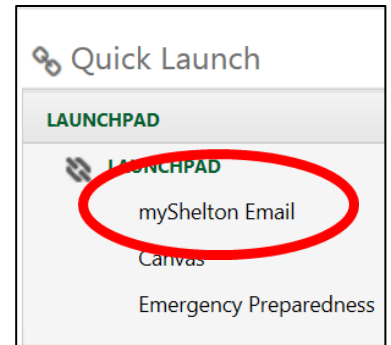 Quick Launch
LAUNCHPAD
LAUNCHPAD
myShelton Email
Canvas
Emergency Preparedness